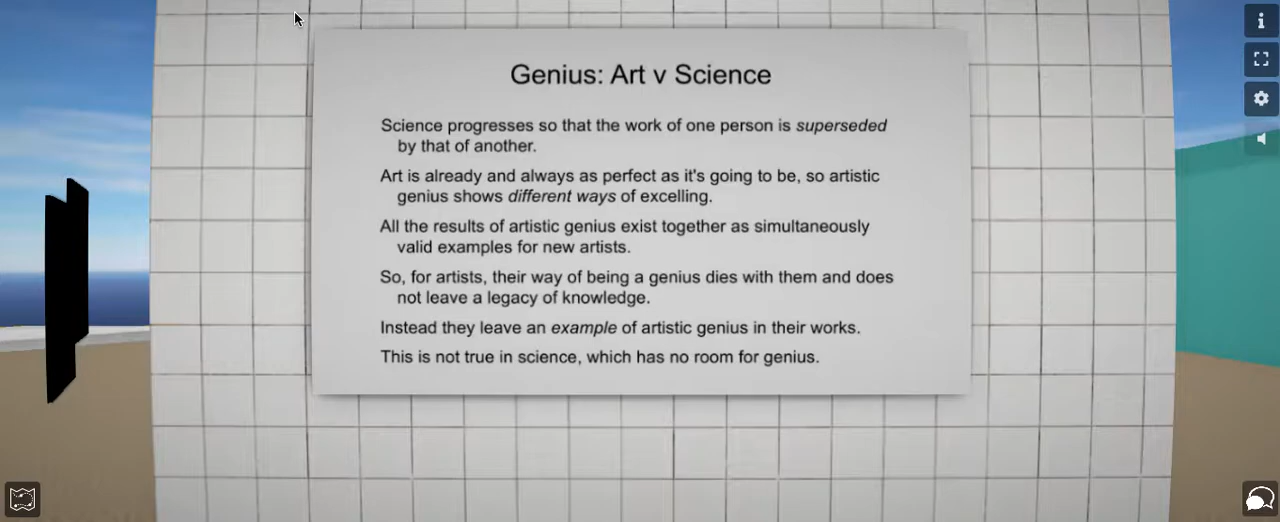 Genius: Art v Science
Science progresses so that the work of one person is superseded
by that of another.
Art is already and always as perfect as it's going to be, so artistic
genius shows different ways of excelling.
All the results of artistic genius exist together as simultaneously
valid examples for new artists.
So, for artists, their way of being a genius dies with them and does
not leave a legacy of knowledge.
Instead they leave an example of artistic genius in their works.
This is not true in science, which has no room for genius.